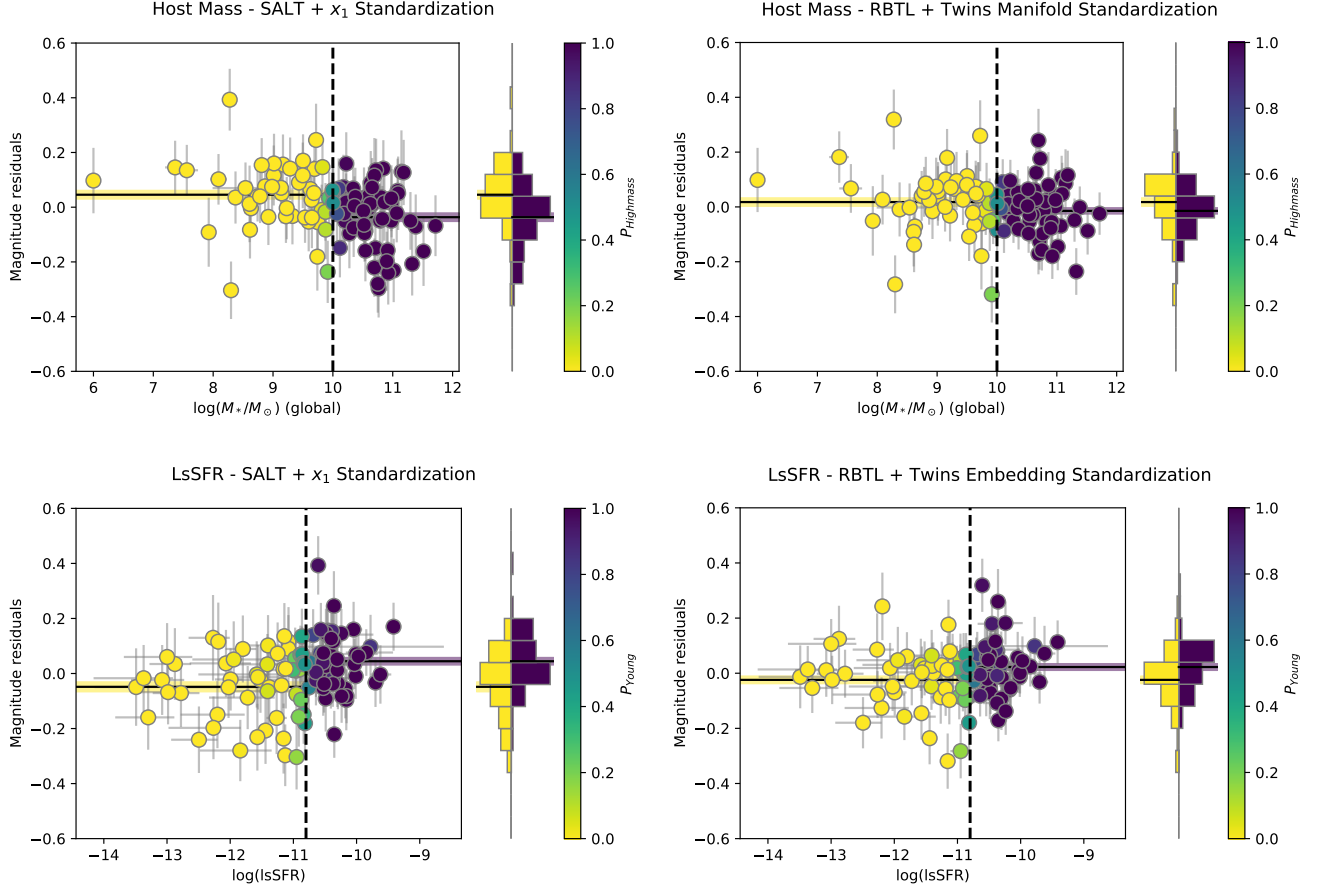 Host Mass - SALT + x₁ Standardization
0.6
0.4
0.2
0.0
−0.2
−0.4
−0.6
Magnitude residuals
6 7 8 9 10 11 12
log(M*/M⊙) (global)
1.0
0.8
0.6
0.4
0.2
0.0
P_Highmass
Host Mass - RBTL + Twins Manifold Standardization
0.6
0.4
0.2
0.0
−0.2
−0.4
−0.6
Magnitude residuals
6 7 8 9 10 11 12
log(M*/M⊙) (global)
1.0
0.8
0.6
0.4
0.2
0.0
P_Highmass
LsSFR - SALT + x₁ Standardization
0.6
0.4
0.2
0.0
−0.2
−0.4
−0.6
Magnitude residuals
−14 −13 −12 −11 −10 −9
log(lsSFR)
1.0
0.8
0.6
0.4
0.2
0.0
P_Young
LsSFR - RBTL + Twins Embedding Standardization
0.6
0.4
0.2
0.0
−0.2
−0.4
−0.6
Magnitude residuals
−14 −13 −12 −11 −10 −9
log(lsSFR)
1.0
0.8
0.6
0.4
0.2
0.0
P_Young